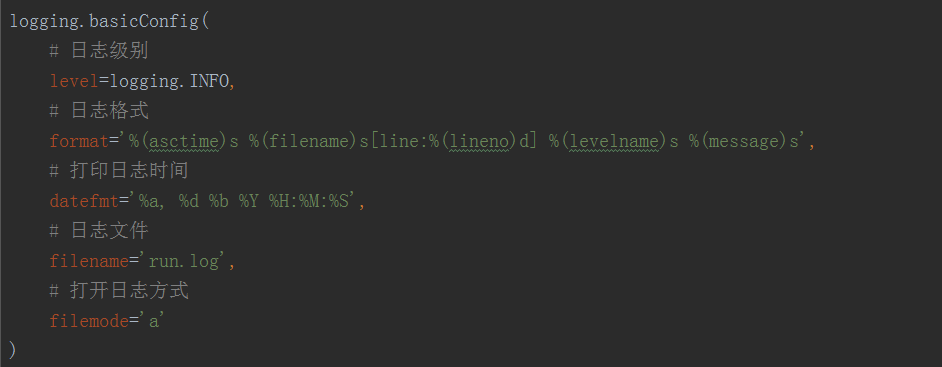 logging.basicConfig(
    # 日志级别
    level=logging.INFO,
    # 日志格式
    format='%(asctime)s %(filename)s[line:%(lineno)d] %(levelname)s %(message)s',
    # 打印日志时间
    datefmt='%a, %d %b %Y %H:%M:%S',
    # 日志文件
    filename='run.log',
    # 打开日志方式
    filemode='a'
)